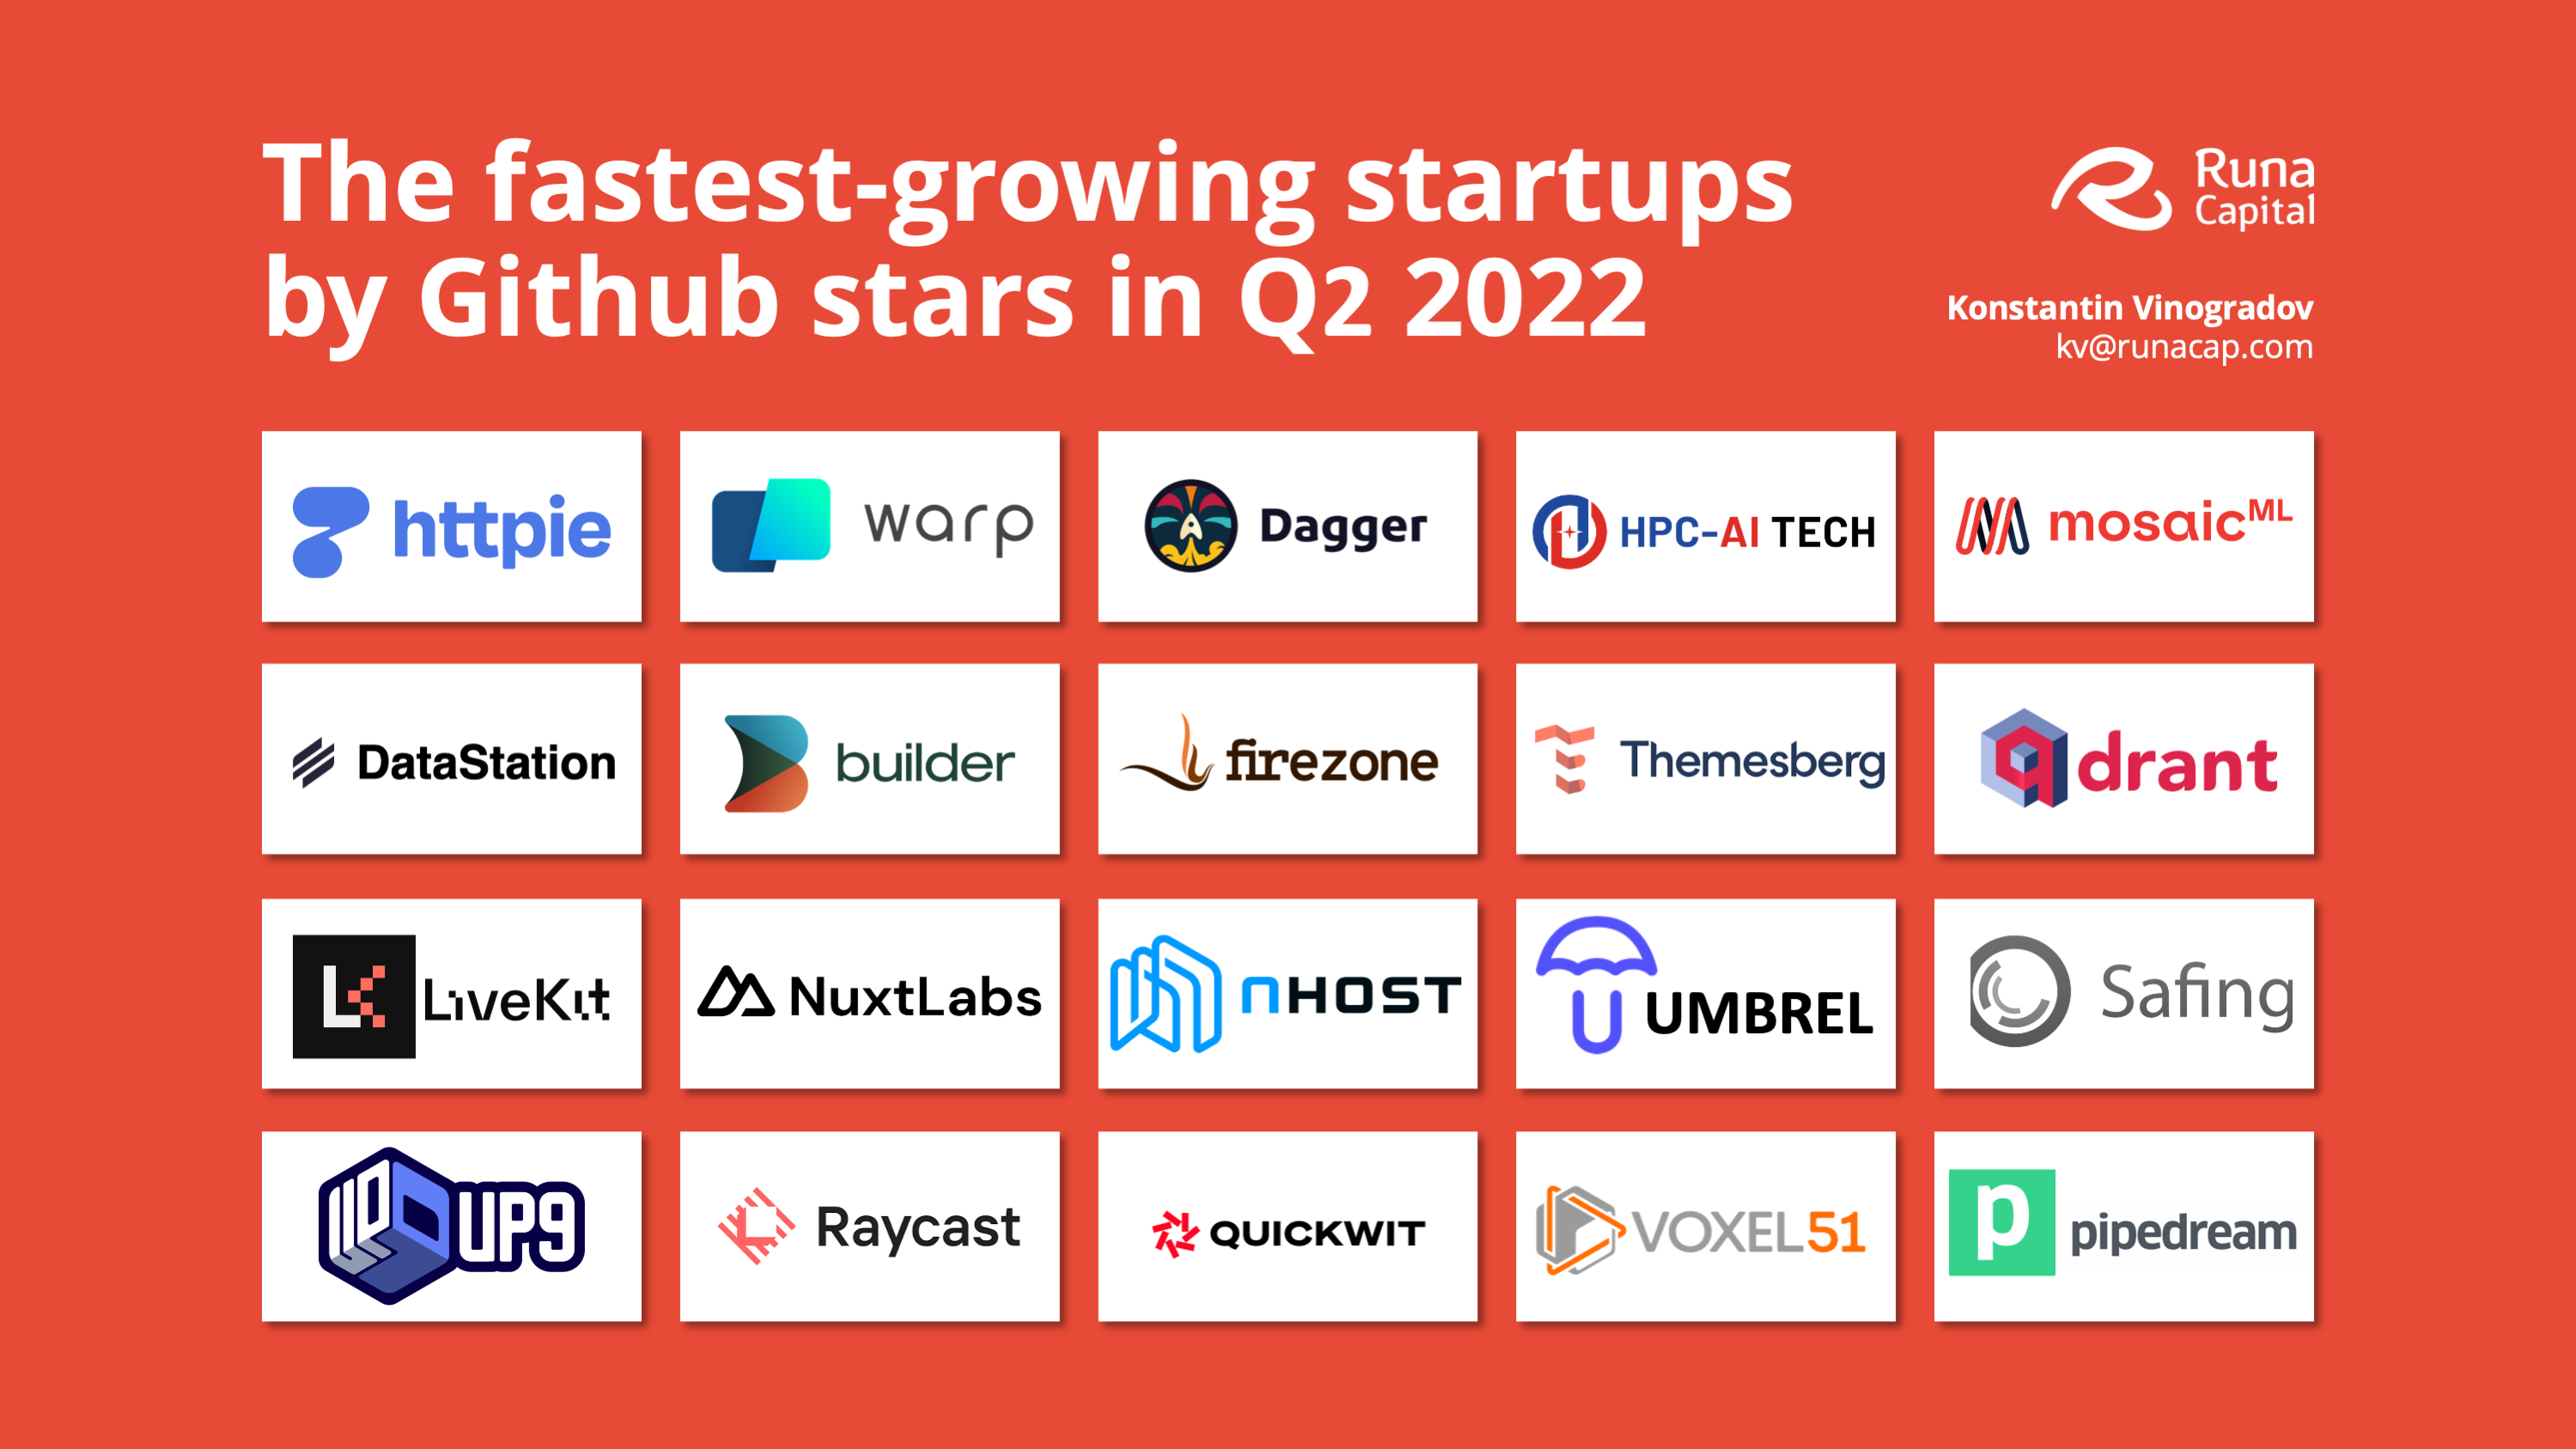 The fastest-growing startups
by Github stars in Q2 2022
Runa
Capital
Konstantin Vinogradov
kv@runacap.com
httpie
warp
Dagger
HPC-AI TECH
mosaicML
DataStation
builder
firezone
Themesberg
qdrant
LiveKit
NuxtLabs
nHOST
UMBREL
Safing
UP9
Raycast
QUICKWIT
VOXEL51
p pipedream